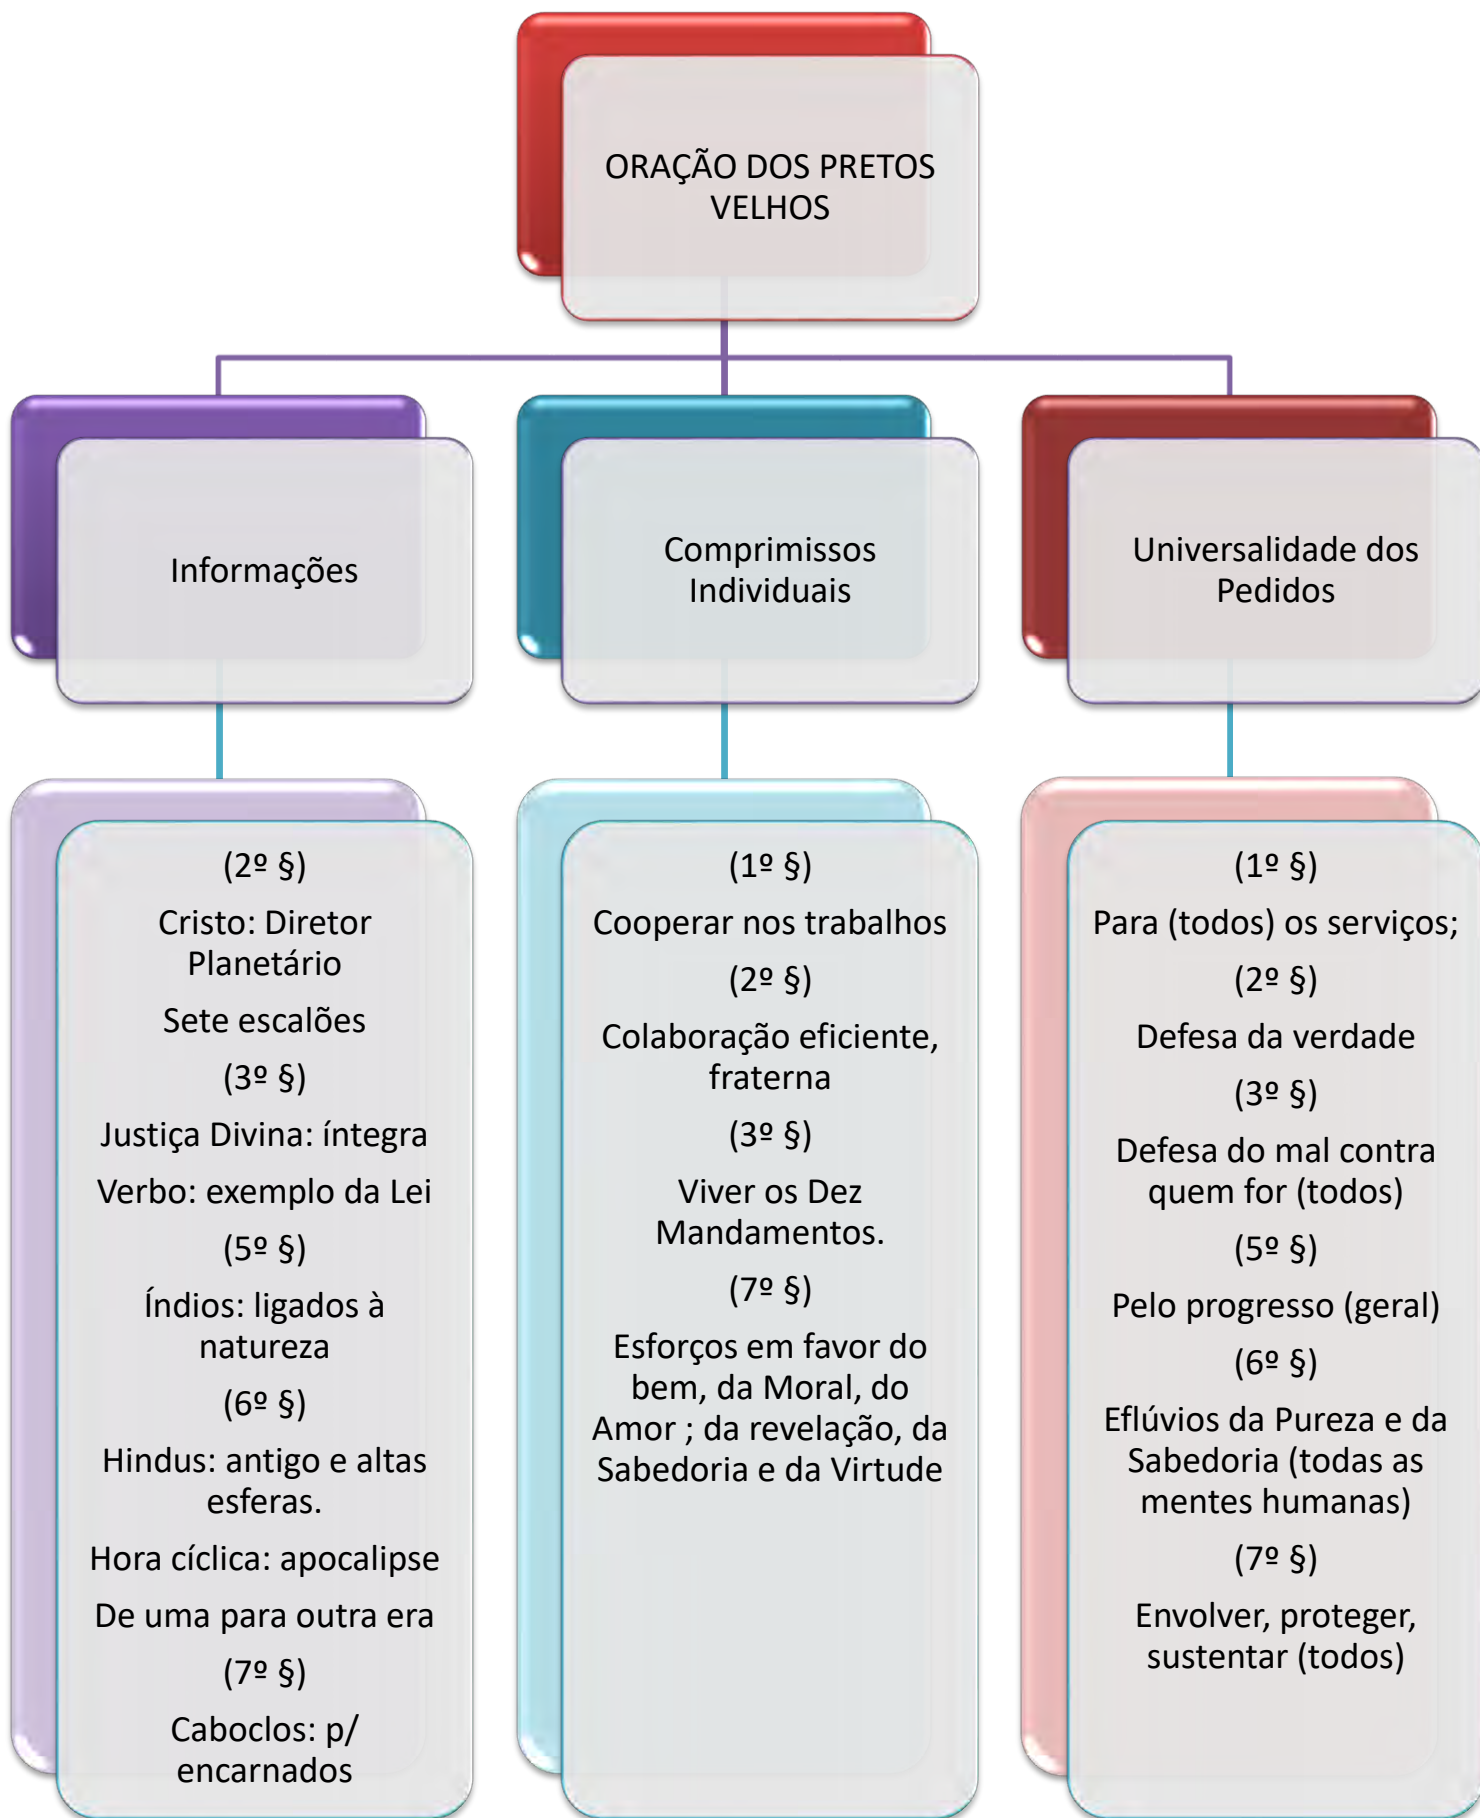 ORAÇÃO DOS PRETOS
VELHOS
Informações
Comprimissos
Individuais
Universalidade dos
Pedidos
(2º §)
Cristo: Diretor
Planetário
Sete escalões
(3º §)
Justiça Divina: íntegra
Verbo: exemplo da Lei
(5º §)
Índios: ligados à
natureza
(6º §)
Hindus: antigo e altas
esferas.
Hora cíclica: apocalipse
De uma para outra era
(7º §)
Caboclos: p/
encarnados
(1º §)
Cooperar nos trabalhos
(2º §)
Colaboração eficiente,
fraterna
(3º §)
Viver os Dez
Mandamentos.
(7º §)
Esforços em favor do
bem, da Moral, do
Amor ; da revelação, da
Sabedoria e da Virtude
(1º §)
Para (todos) os serviços;
(2º §)
Defesa da verdade
(3º §)
Defesa do mal contra
quem for (todos)
(5º §)
Pelo progresso (geral)
(6º §)
Eflúvios da Pureza e da
Sabedoria (todas as
mentes humanas)
(7º §)
Envolver, proteger,
sustentar (todos)